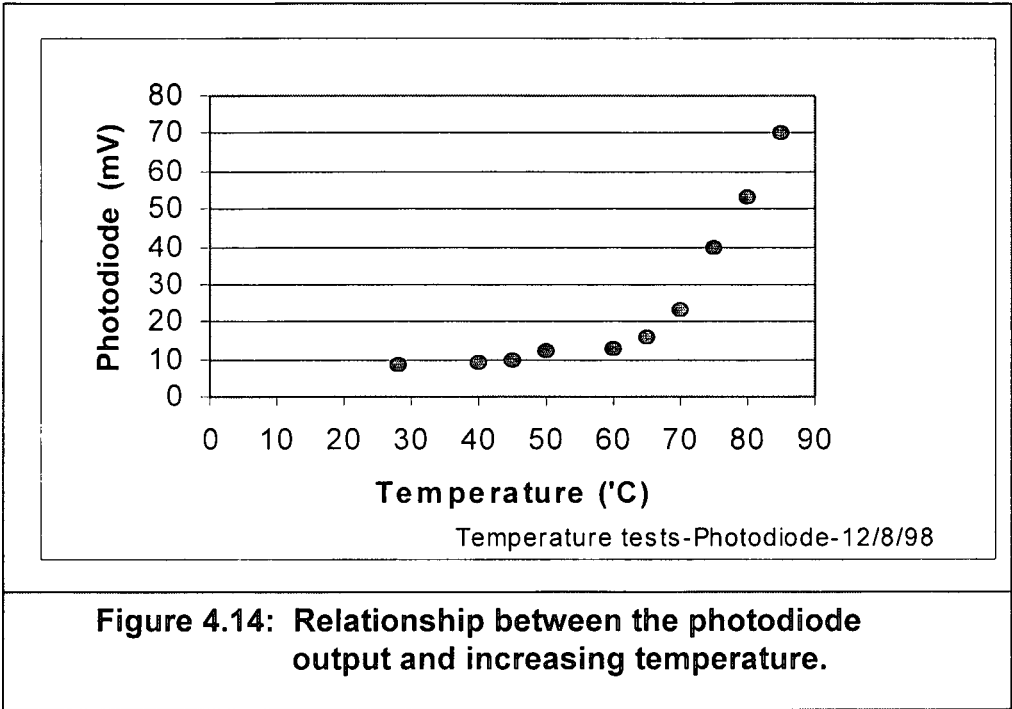 80
70
60
50
40
30
20
10
0
Photodiode (mV)
0 10 20 30 40 50 60 70 80 90
Temperature ('C)
Temperature tests-Photodiode-12/8/98
Figure 4.14: Relationship between the photodiode
output and increasing temperature.